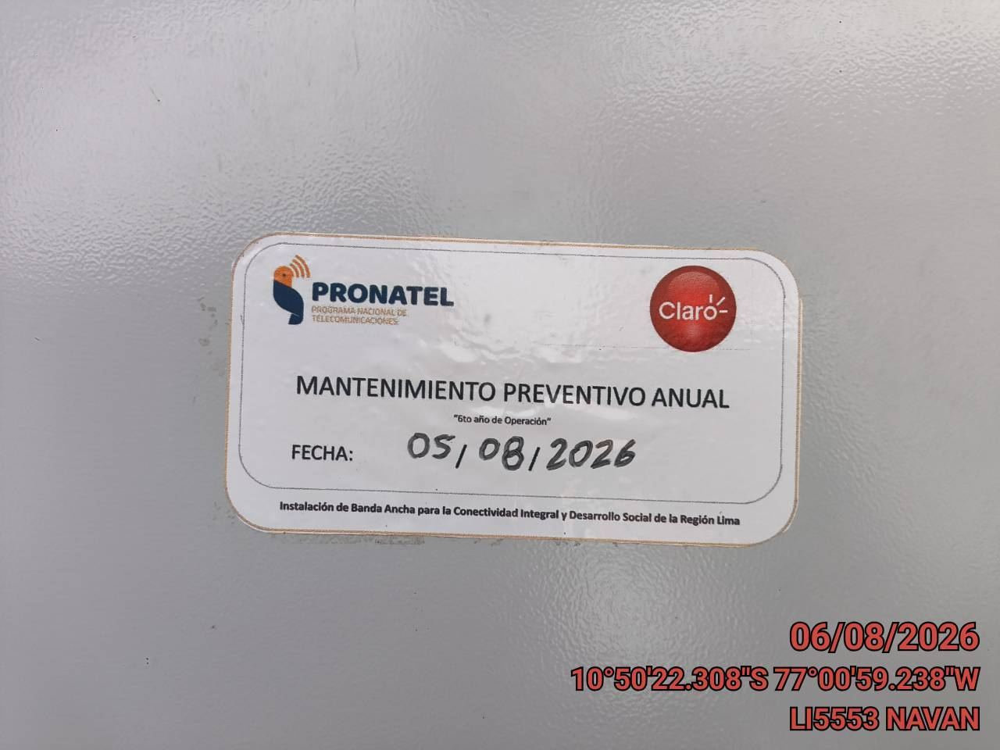 PRONATEL
PROGRAMA NACIONAL DE
TELECOMUNICACIONES
Claro
MANTENIMIENTO PREVENTIVO ANUAL
"6to año de Operación"
FECHA: 05/08/2026
Instalación de Banda Ancha para la Conectividad Integral y Desarrollo Social de la Región Lima
06/08/2026
10°50'22.308"S 77°00'59.238"W
LI5553 NAVAN